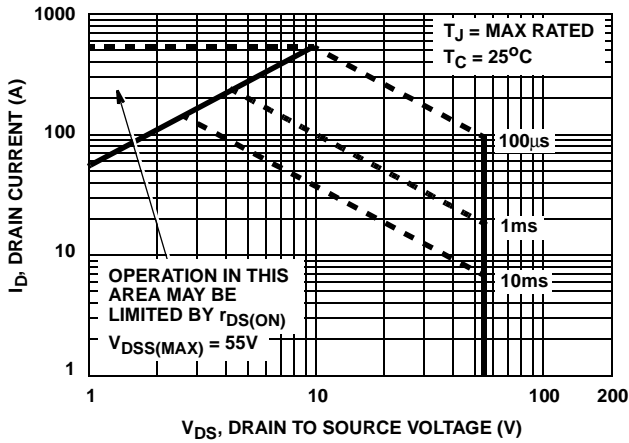 1000
T_J = MAX RATED
T_C = 25°C
100
100μs
10
1ms
10ms
OPERATION IN THIS
AREA MAY BE
LIMITED BY r_DS(ON)
V_DSS(MAX) = 55V
1
1 10 100 200
I_D, DRAIN CURRENT (A)
V_DS, DRAIN TO SOURCE VOLTAGE (V)